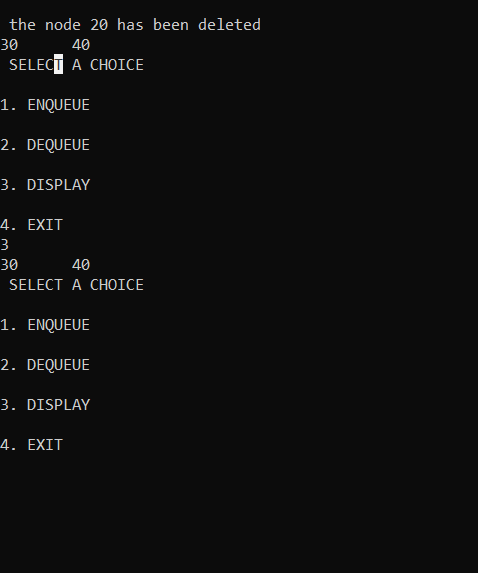 the node 20 has been deleted
30      40
SELECT A CHOICE
1. ENQUEUE
2. DEQUEUE
3. DISPLAY
4. EXIT
3
30      40
SELECT A CHOICE
1. ENQUEUE
2. DEQUEUE
3. DISPLAY
4. EXIT